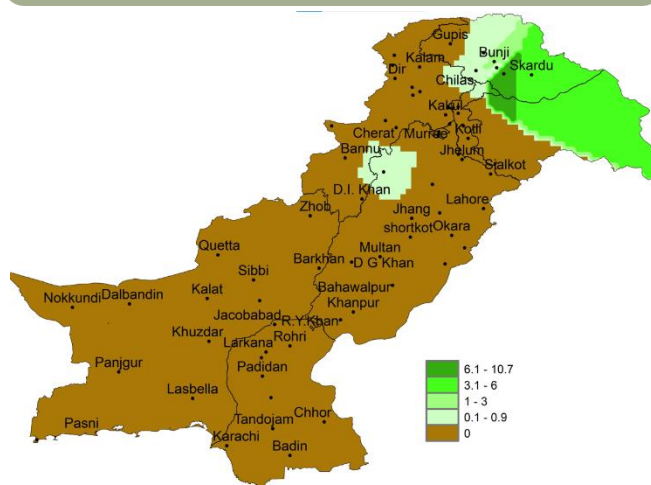 Gupis
Bunji
Kalam
Skardu
Dir
Chilas
Kakul
Cherat
Murree
Kotli
Bannu
Jhelum
Sialkot
D.I. Khan
Zhob
Lahore
Jhang
shortkot
Okara
Quetta
Multan
Barkhan
D G Khan
Sibbi
Bahawalpur
Nokkundi
Dalbandin
Kalat
Khanpur
Jacobabad
R.Y.Khan
Khuzdar
Rohri
Larkana
Panjgur
Padidan
Lasbella
Pasni
Tandojam
Chhor
Karachi
Badin
6.1 - 10.7
3.1 - 6
1 - 3
0.1 - 0.9
0